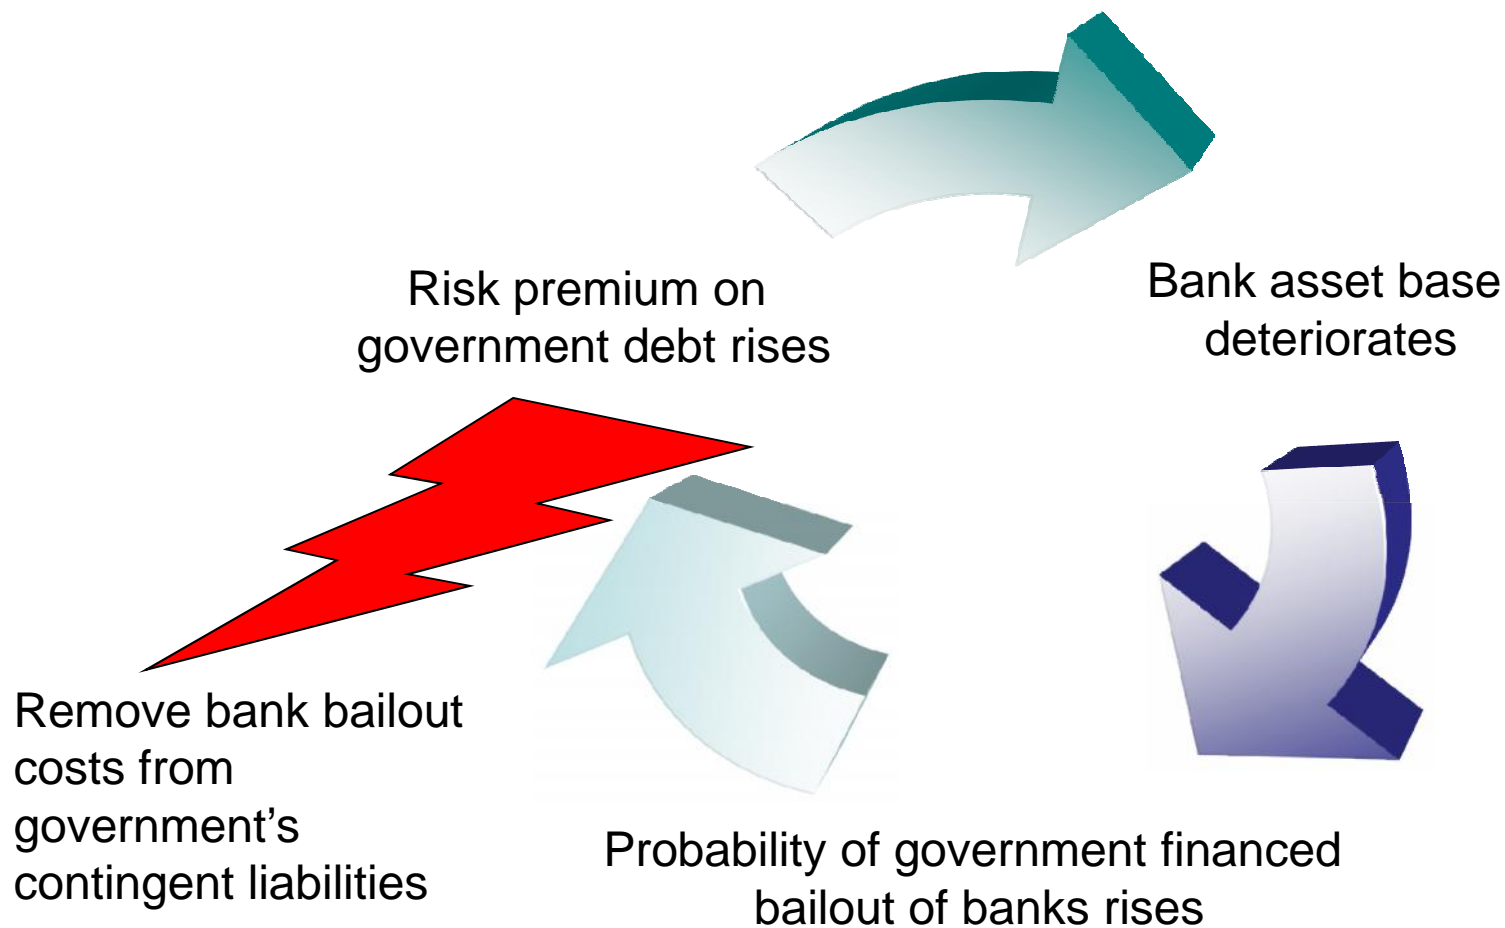 Risk premium on
government debt rises
Bank asset base
deteriorates
Remove bank bailout
costs from
government’s
contingent liabilities
Probability of government financed
bailout of banks rises